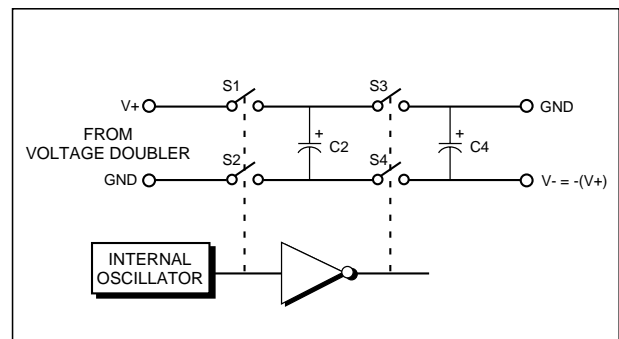 S1
S3
V+
GND
FROM
VOLTAGE DOUBLER
+
C2
+
C4
S2
S4
GND
V- = -(V+)
INTERNAL
OSCILLATOR